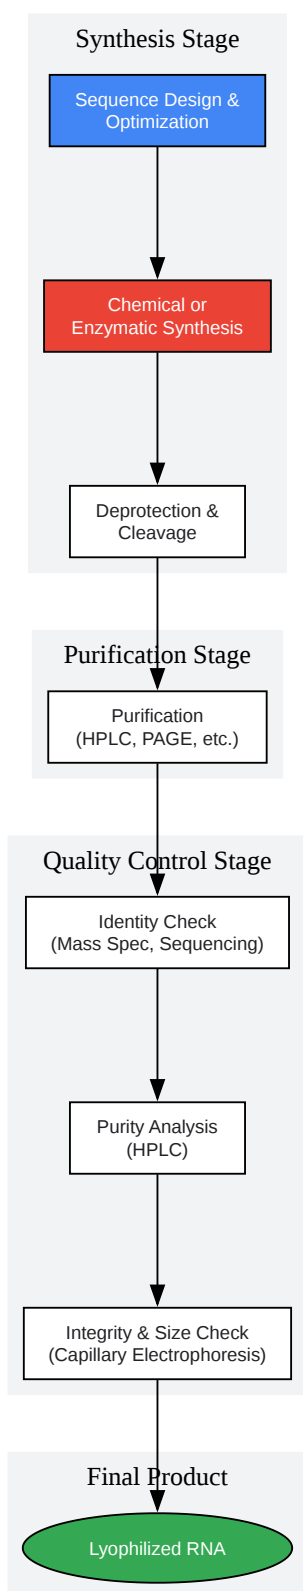 Synthesis Stage
Sequence Design &
Optimization
Chemical or
Enzymatic Synthesis
Deprotection &
Cleavage
Purification Stage
Purification
(HPLC, PAGE, etc.)
Quality Control Stage
Identity Check
(Mass Spec, Sequencing)
Purity Analysis
(HPLC)
Integrity & Size Check
(Capillary Electrophoresis)
Final Product
Lyophilized RNA